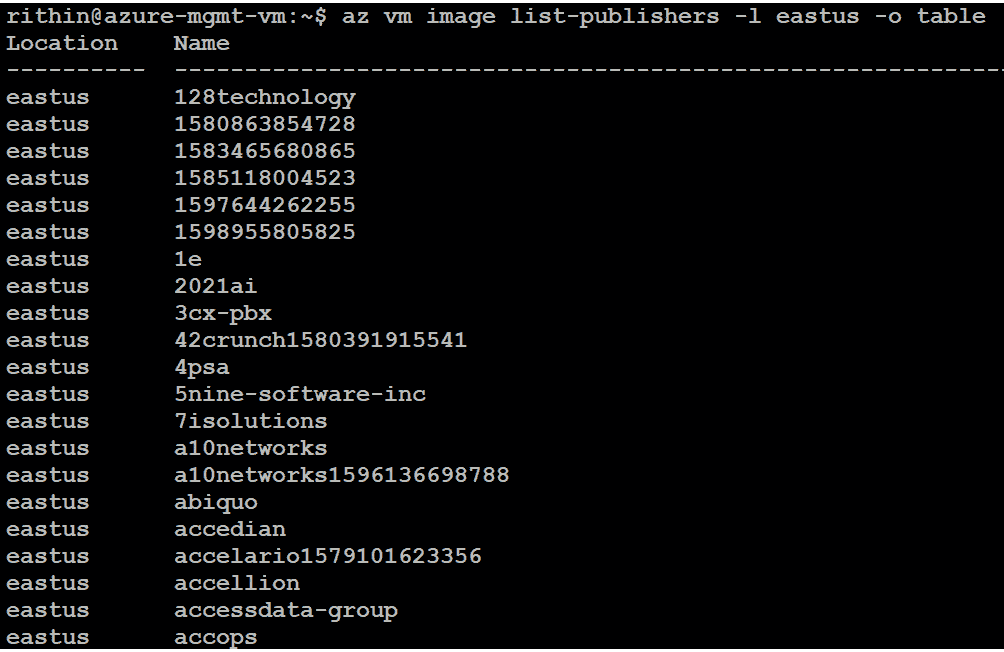 rithin@azure-mgmt-vm:~$ az vm image list-publishers -l eastus -o table
Location    Name
----------  -----------------------------------------------------------
eastus      128technology
eastus      1580863854728
eastus      1583465680865
eastus      1585118004523
eastus      1597644262255
eastus      1598955805825
eastus      1e
eastus      2021ai
eastus      3cx-pbx
eastus      42crunch1580391915541
eastus      4psa
eastus      5nine-software-inc
eastus      7isolutions
eastus      a10networks
eastus      a10networks1596136698788
eastus      abiquo
eastus      accedian
eastus      accelario1579101623356
eastus      accellion
eastus      accessdata-group
eastus      accops